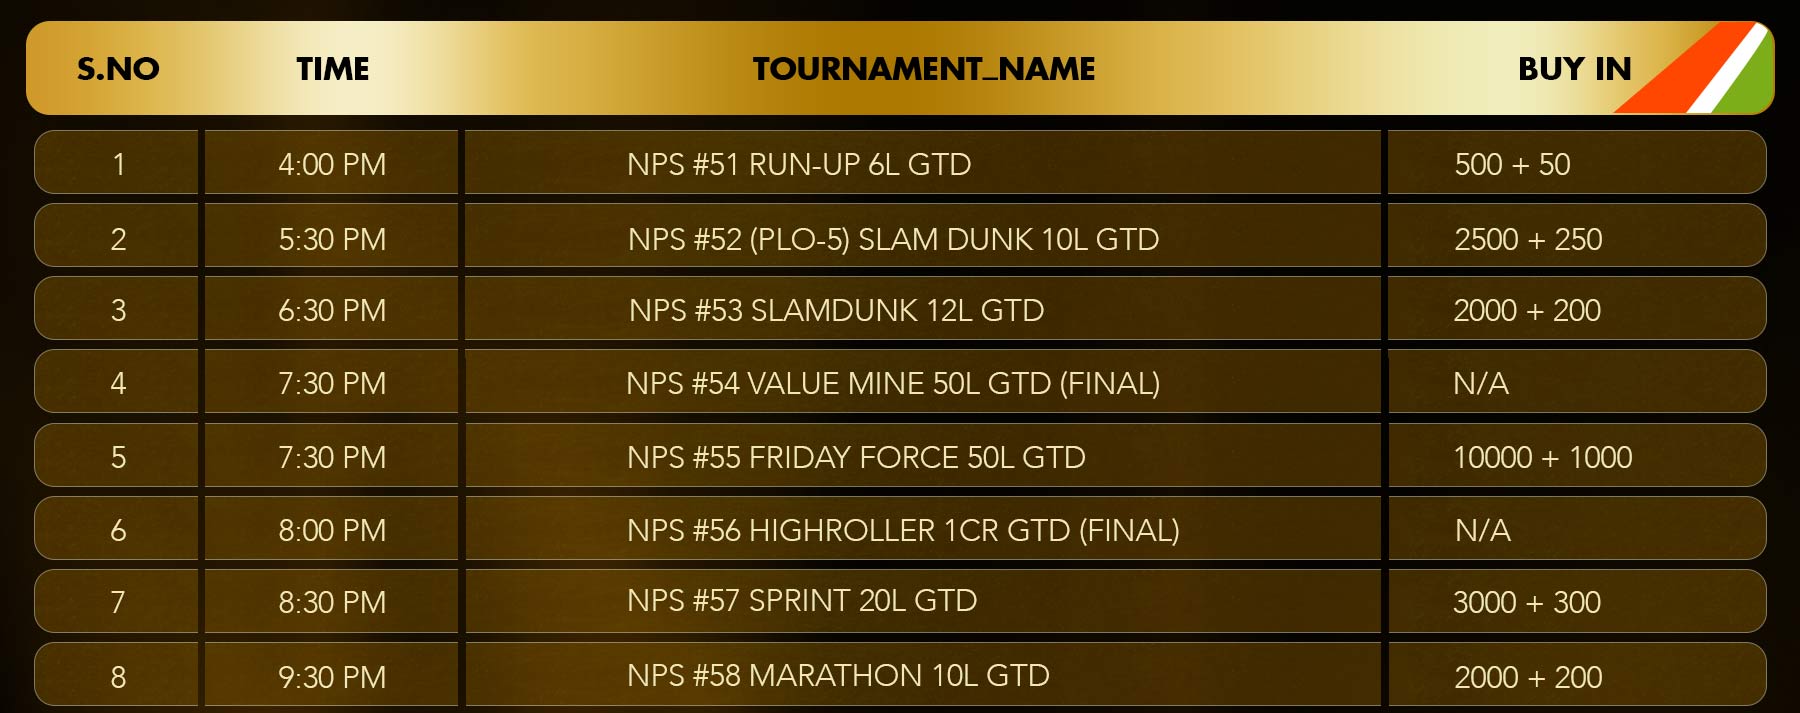 S.NO TIME TOURNAMENT_NAME BUY IN
1 4:00 PM NPS #51 RUN-UP 6L GTD 500 + 50
2 5:30 PM NPS #52 (PLO-5) SLAM DUNK 10L GTD 2500 + 250
3 6:30 PM NPS #53 SLAMDUNK 12L GTD 2000 + 200
4 7:30 PM NPS #54 VALUE MINE 50L GTD (FINAL) N/A
5 7:30 PM NPS #55 FRIDAY FORCE 50L GTD 10000 + 1000
6 8:00 PM NPS #56 HIGHROLLER 1CR GTD (FINAL) N/A
7 8:30 PM NPS #57 SPRINT 20L GTD 3000 + 300
8 9:30 PM NPS #58 MARATHON 10L GTD 2000 + 200